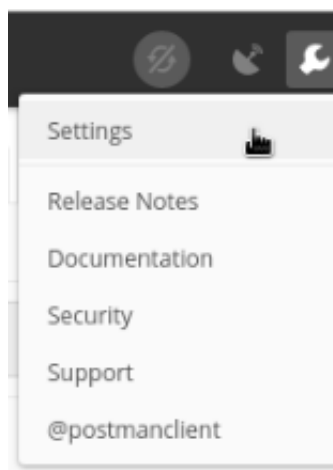 Settings
Release Notes
Documentation
Security
Support
@postmanclient